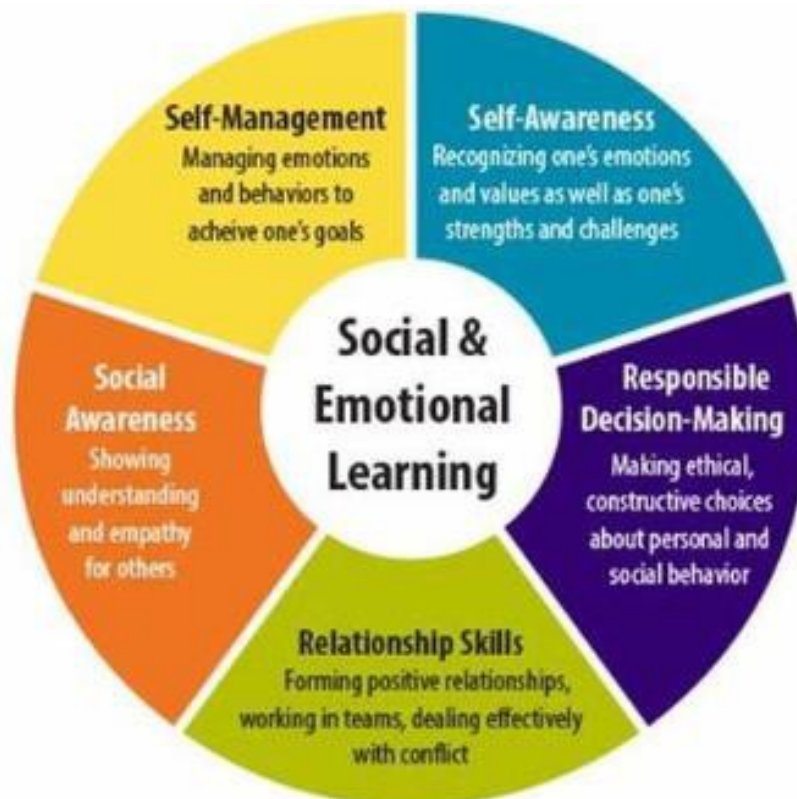 Self-Management
Managing emotions
and behaviors to
acheive one's goals
Self-Awareness
Recognizing one's emotions
and values as well as one's
strengths and challenges
Social &
Emotional
Learning
Social
Awareness
Showing
understanding
and empathy
for others
Responsible
Decision-Making
Making ethical,
constructive choices
about personal and
social behavior
Relationship Skills
Forming positive relationships,
working in teams, dealing effectively
with conflict